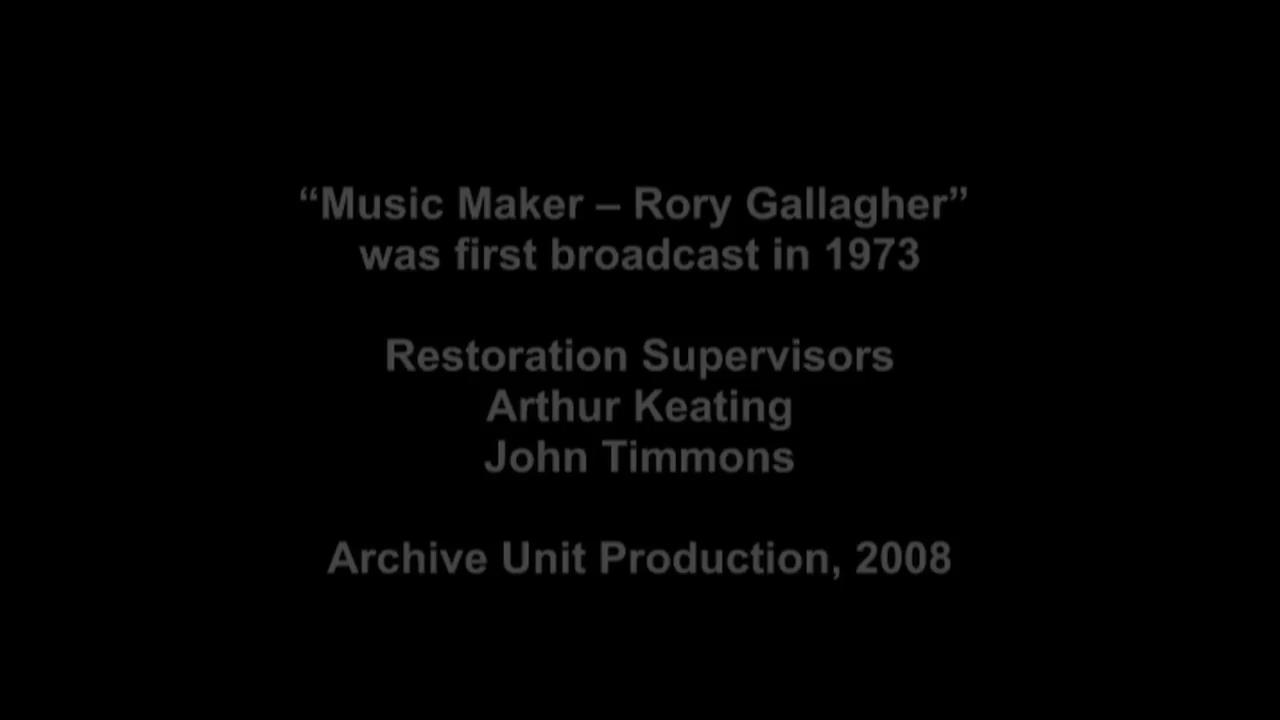 “Music Maker – Rory Gallagher”
was first broadcast in 1973
Restoration Supervisors
Arthur Keating
John Timmons
Archive Unit Production, 2008